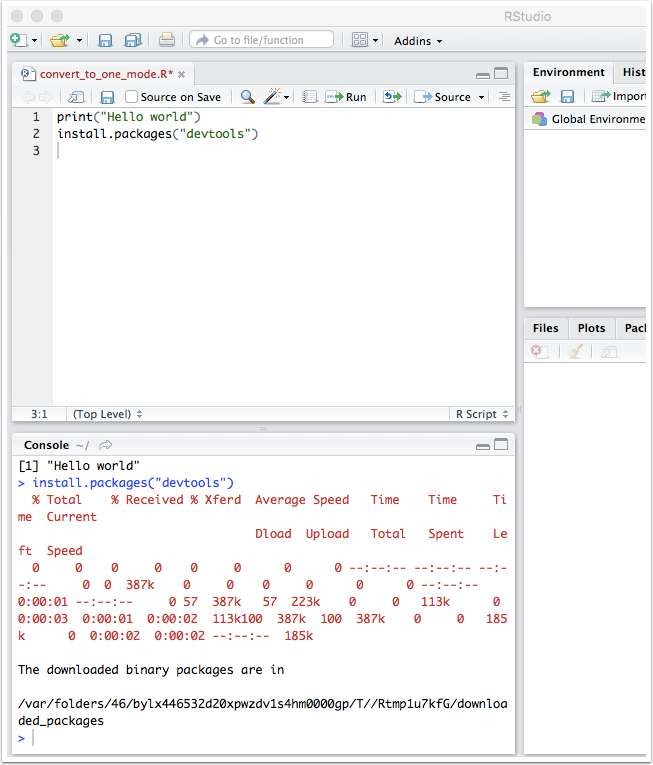 RStudio
Go to file/function
Addins
convert_to_one_mode.R*
Source on Save
Run
Source
1 print("Hello world")
2 install.packages("devtools")
3
3:1
(Top Level)
R Script
Environment
Hist
Import
Global Environme
Files
Plots
Pack
Console ~/
[1] "Hello world"
> install.packages("devtools")
% Total % Received % Xferd Average Speed Time Time Ti
me Current
Dload Upload Total Spent Le
ft Speed
0 0 0 0 0 0 0 0 --:--:-- --:--:-- --:-
-:-- 0 0 387k 0 0 0 0 0 0 --:--:--
0:00:01 --:--:-- 0 57 387k 57 223k 0 0 113k 0
0:00:03 0:00:01 0:00:02 113k100 387k 100 387k 0 0 185
k 0 0:00:02 0:00:02 --:--:-- 185k
The downloaded binary packages are in
/var/folders/46/bylx446532d20xpwzdv1s4hm0000gp/T//Rtmp1u7kfG/downloa
ded_packages
>